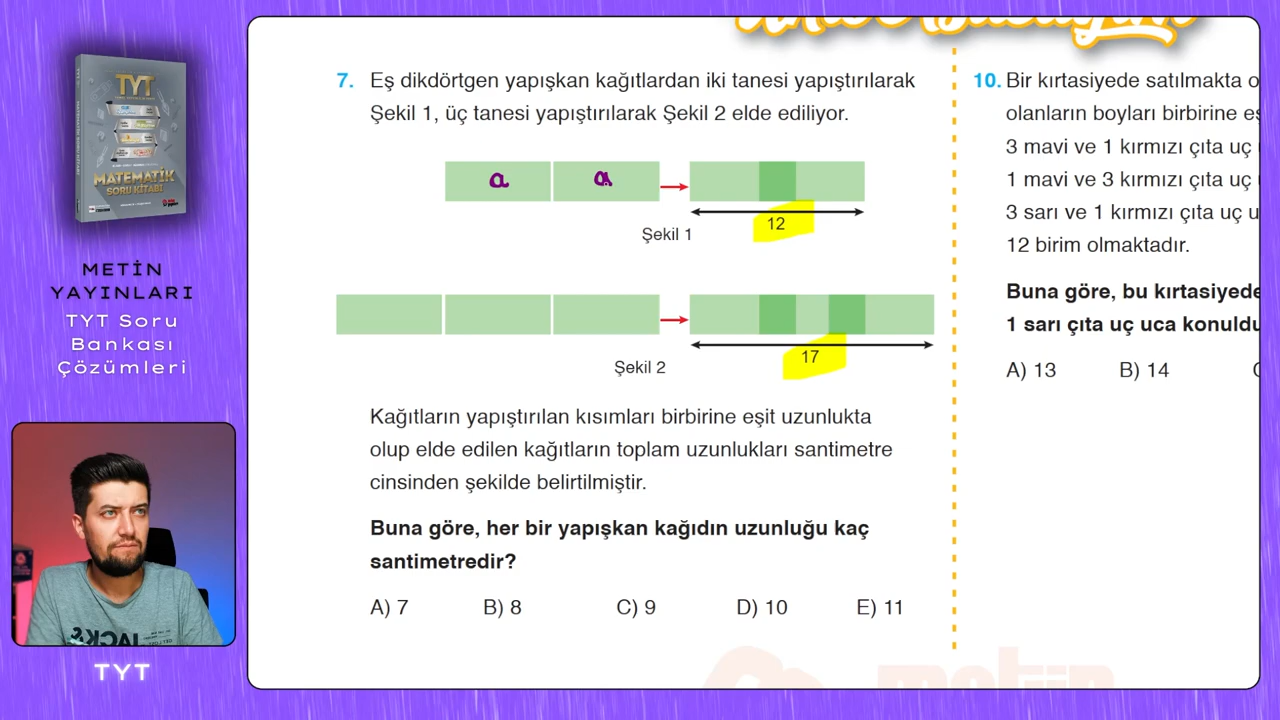 TYT
MATEMATİK
SORU KİTABI
METİN
YAYINLARI
TYT Soru
Bankası
Çözümleri
TYT
7. Eş dikdörtgen yapışkan kağıtlardan iki tanesi yapıştırılarak
Şekil 1, üç tanesi yapıştırılarak Şekil 2 elde ediliyor.
a a
12
Şekil 1
17
Şekil 2
Kağıtların yapıştırılan kısımları birbirine eşit uzunlukta
olup elde edilen kağıtların toplam uzunlukları santimetre
cinsinden şekilde belirtilmiştir.
Buna göre, her bir yapışkan kağıdın uzunluğu kaç
santimetredir?
A) 7 B) 8 C) 9 D) 10 E) 11
10. Bir kırtasiyede satılmakta o
olanların boyları birbirine eş
3 mavi ve 1 kırmızı çıta uç
1 mavi ve 3 kırmızı çıta uç
3 sarı ve 1 kırmızı çıta uç u
12 birim olmaktadır.
Buna göre, bu kırtasiyede
1 sarı çıta uç uca konuldu
A) 13 B) 14
metin